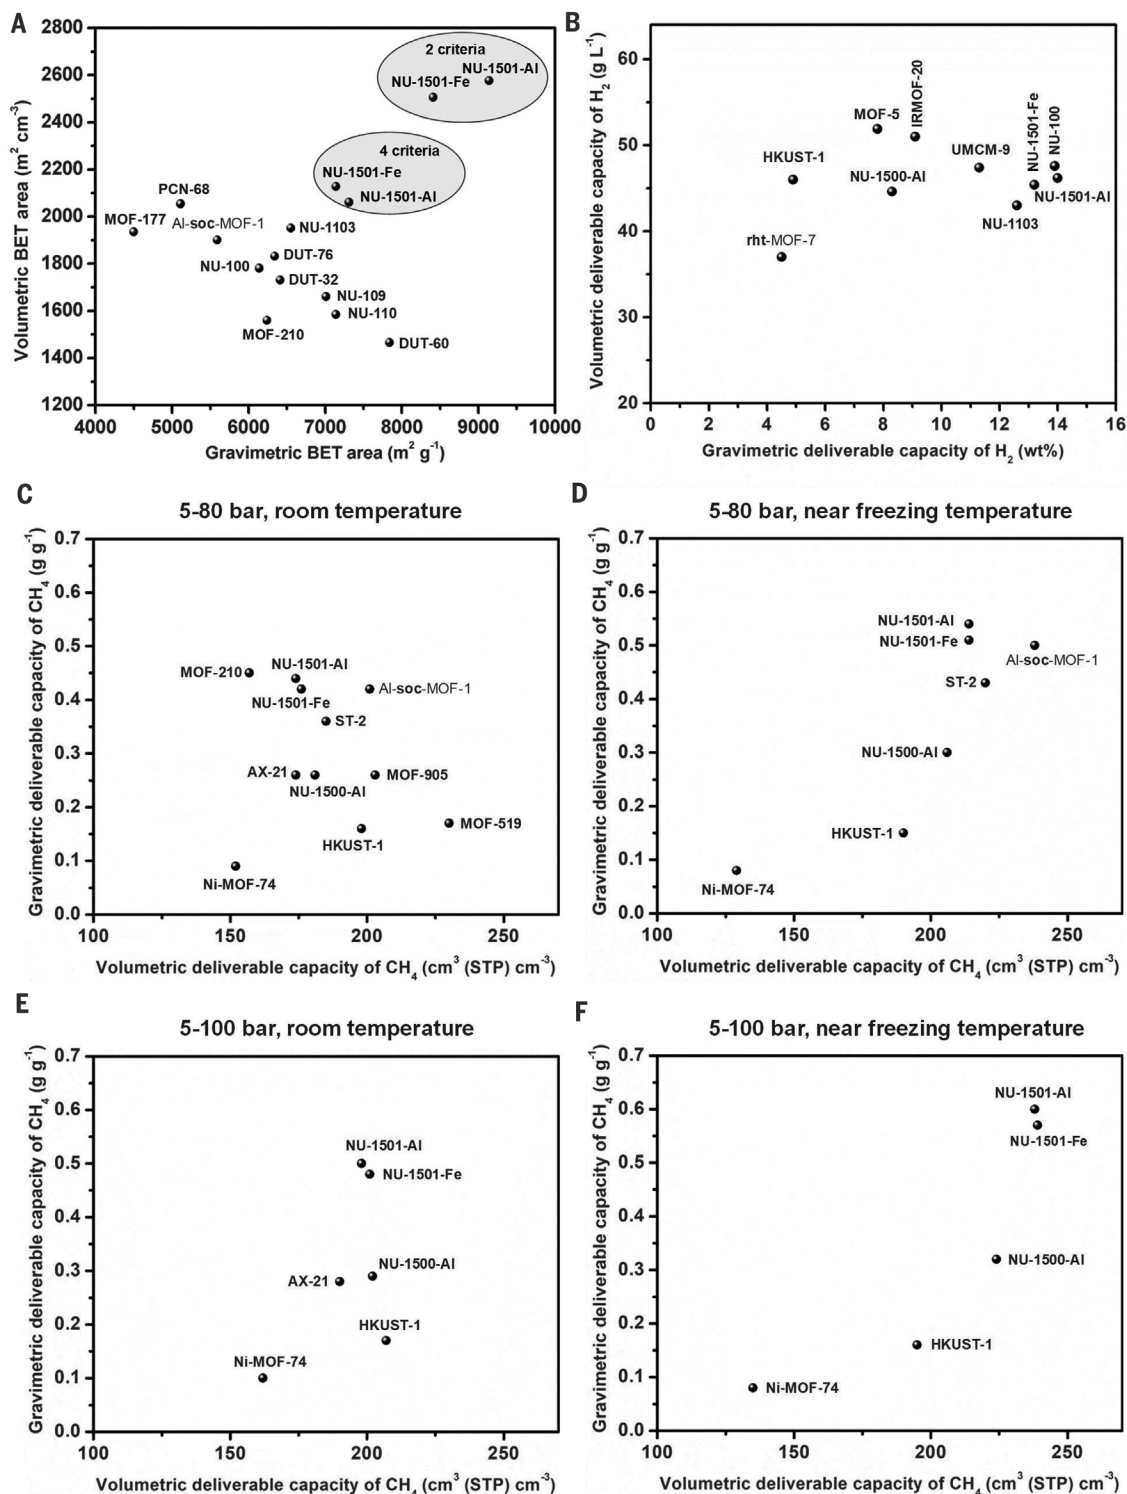 A
2800
2600
2400
2200
2000
1800
1600
1400
1200
Volumetric BET area (m² cm⁻³)
2 criteria
NU-1501-Al
NU-1501-Fe
4 criteria
NU-1501-Fe
NU-1501-Al
PCN-68
MOF-177
Al-soc-MOF-1
NU-1103
DUT-76
NU-100
DUT-32
NU-109
NU-110
MOF-210
DUT-60
4000 5000 6000 7000 8000 9000 10000
Gravimetric BET area (m² g⁻¹)
B
60
50
40
30
20
Volumetric deliverable capacity of H₂ (g L⁻¹)
MOF-5
IRMOF-20
HKUST-1
NU-1500-Al
UMCM-9
NU-1501-Fe
NU-100
NU-1501-Al
NU-1103
rht-MOF-7
0 2 4 6 8 10 12 14 16
Gravimetric deliverable capacity of H₂ (wt%)
C
5-80 bar, room temperature
0.7
0.6
0.5
0.4
0.3
0.2
0.1
0.0
Gravimetric deliverable capacity of CH₄ (g g⁻¹)
MOF-210
NU-1501-Al
NU-1501-Fe
Al-soc-MOF-1
ST-2
AX-21
NU-1500-Al
MOF-905
MOF-519
HKUST-1
Ni-MOF-74
100 150 200 250
Volumetric deliverable capacity of CH₄ (cm³ (STP) cm⁻³)
D
5-80 bar, near freezing temperature
0.7
0.6
0.5
0.4
0.3
0.2
0.1
0.0
Gravimetric deliverable capacity of CH₄ (g g⁻¹)
NU-1501-Al
NU-1501-Fe
Al-soc-MOF-1
ST-2
NU-1500-Al
HKUST-1
Ni-MOF-74
100 150 200 250
Volumetric deliverable capacity of CH₄ (cm³ (STP) cm⁻³)
E
5-100 bar, room temperature
0.7
0.6
0.5
0.4
0.3
0.2
0.1
0.0
Gravimetric deliverable capacity of CH₄ (g g⁻¹)
NU-1501-Al
NU-1501-Fe
NU-1500-Al
AX-21
HKUST-1
Ni-MOF-74
100 150 200 250
Volumetric deliverable capacity of CH₄ (cm³ (STP) cm⁻³)
F
5-100 bar, near freezing temperature
0.7
0.6
0.5
0.4
0.3
0.2
0.1
0.0
Gravimetric deliverable capacity of CH₄ (g g⁻¹)
NU-1501-Al
NU-1501-Fe
NU-1500-Al
HKUST-1
Ni-MOF-74
100 150 200 250
Volumetric deliverable capacity of CH₄ (cm³ (STP) cm⁻³)